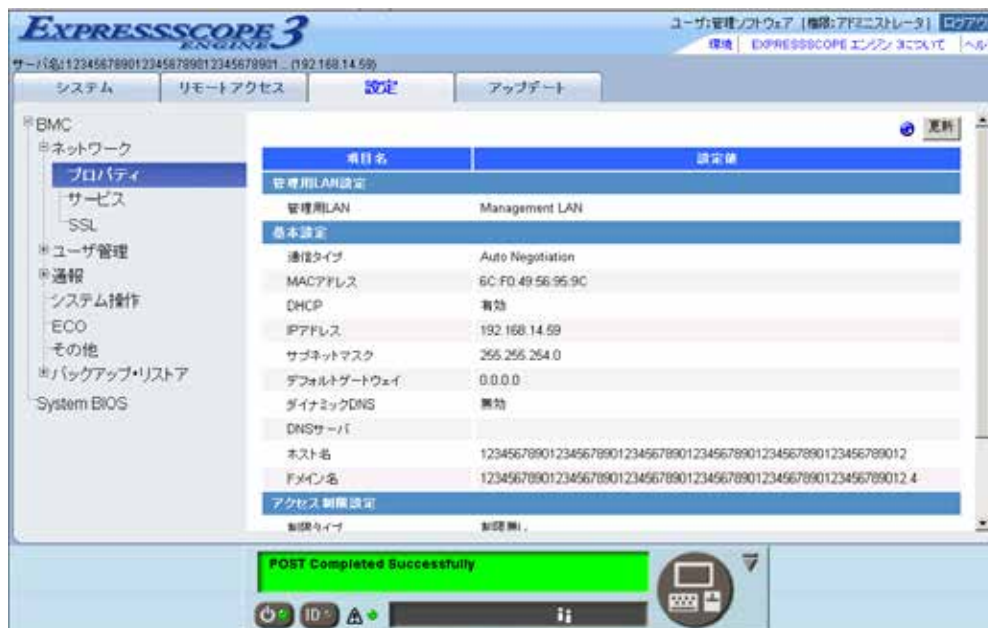 EXPRESSSCOPE 3
ENGINE
ユーザ:管理ソフトウェア [権限:アドミニストレータ] ログアウ
環境 | EXPRESSSCOPE エンジン 3について | ヘル
サーバ名:1234567890123456789012345678901... (192.168.14.59)
システム リモートアクセス 設定 アップデート
BMC
ネットワーク
プロパティ
サービス
SSL
ユーザ管理
通報
システム操作
ECO
その他
バックアップ・リストア
System BIOS
更新
項目名 設定値
管理用LAN設定
管理用LAN Management LAN
基本設定
通信タイプ Auto Negotiation
MACアドレス 6C:F0:49:56:95:9C
DHCP 有効
IPアドレス 192.168.14.59
サブネットマスク 255.255.254.0
デフォルトゲートウェイ 0.0.0.0
ダイナミックDNS 無効
DNSサーバ
ホスト名
ドメイン名
アクセス制限設定
制限タイプ 制限無し
POST Completed Successfully
ID